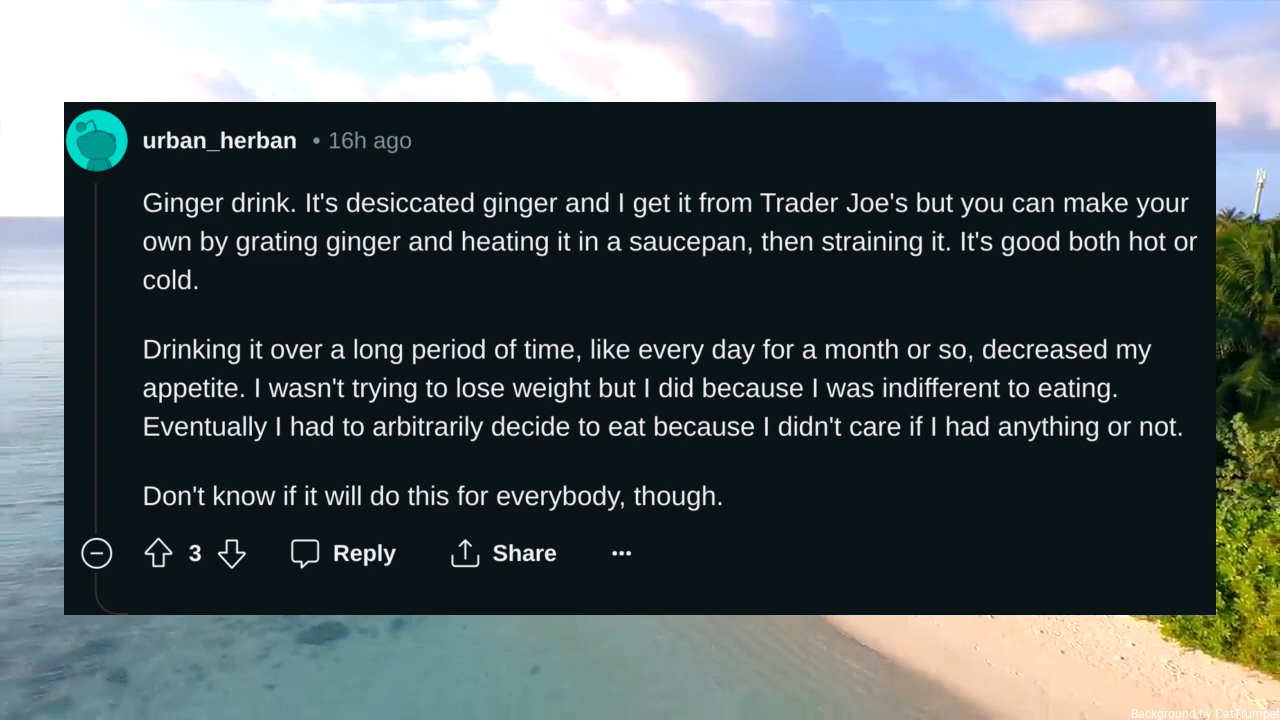 urban_herban • 16h ago
Ginger drink. It's desiccated ginger and I get it from Trader Joe's but you can make your
own by grating ginger and heating it in a saucepan, then straining it. It's good both hot or
cold.
Drinking it over a long period of time, like every day for a month or so, decreased my
appetite. I wasn't trying to lose weight but I did because I was indifferent to eating.
Eventually I had to arbitrarily decide to eat because I didn't care if I had anything or not.
Don't know if it will do this for everybody, though.
3 Reply Share
Background by CatTrumpet